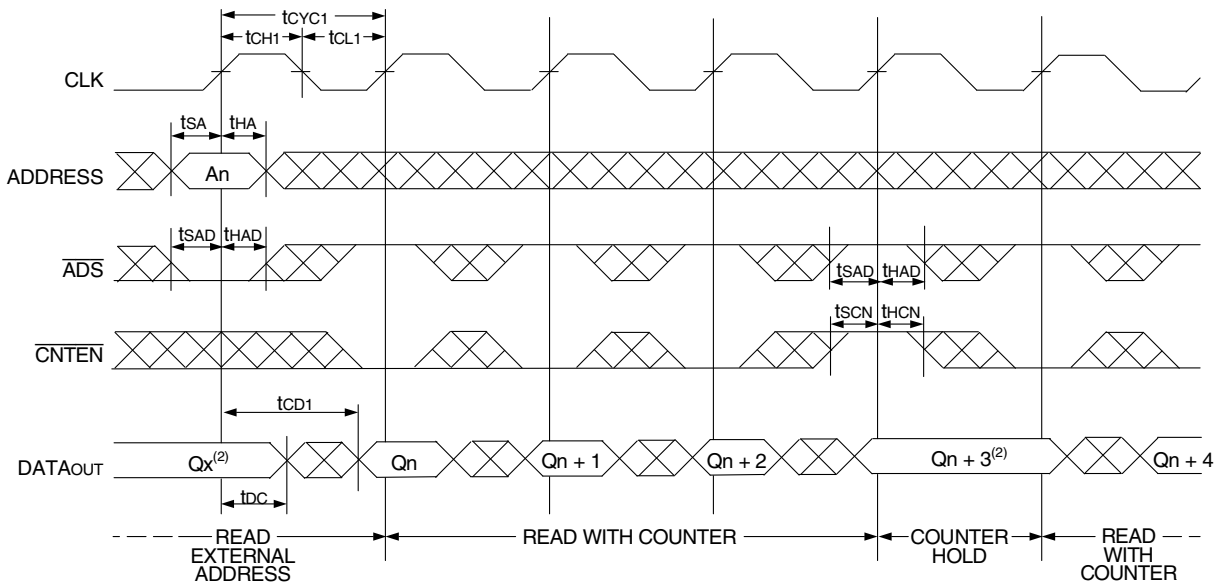 tCYC1
tCH1 tCL1
CLK
tSA tHA
ADDRESS An
tSAD tHAD
ADS
tSAD tHAD
tSCN tHCN
CNTEN
tCD1
DATAOUT Qx(2) Qn Qn + 1 Qn + 2 Qn + 3(2) Qn + 4
tDC
READ EXTERNAL ADDRESS
READ WITH COUNTER
COUNTER HOLD
READ WITH COUNTER